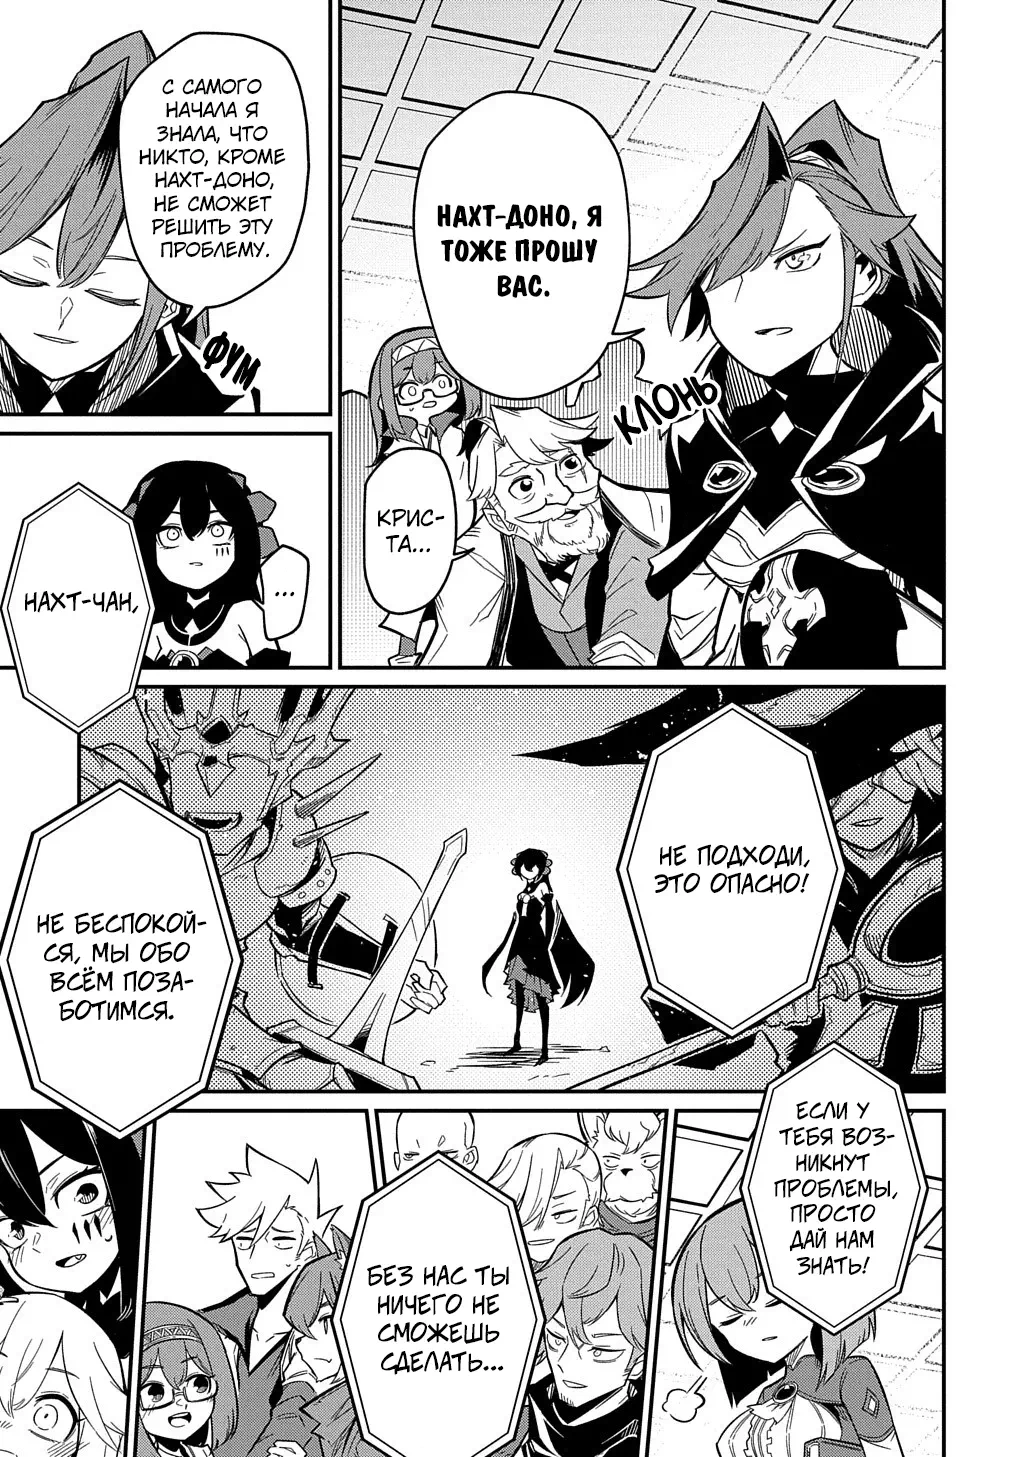 НАХТ-ДОНО, Я
ТОЖЕ ПРОШУ
ВАС.
КЛОНЬ
КРИС-
ТА...
С САМОГО
НАЧАЛА Я
ЗНАЛА, ЧТО
НИКТО, КРОМЕ
НАХТ-ДОНО,
НЕ СМОЖЕТ
РЕШИТЬ ЭТУ
ПРОБЛЕМУ.
ФУМ
...
НАХТ-ЧАН,
НЕ ПОДХОДИ,
ЭТО ОПАСНО!
НЕ БЕСПОКОЙ-
СЯ, МЫ ОБО
ВСЁМ ПОЗА-
БОТИМСЯ.
ЕСЛИ У
ТЕБЯ ВОЗ-
НИКНУТ
ПРОБЛЕМЫ,
ПРОСТО
ДАЙ НАМ
ЗНАТЬ!
БЕЗ НАС ТЫ
НИЧЕГО НЕ
СМОЖЕШЬ
СДЕЛАТЬ...